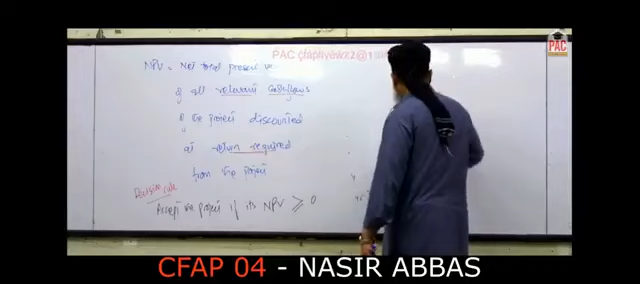 PAC
NPV = Net total present v
of all relevant cashflows
of the project discounted
at return required
from the project
Decision rule
Accept the project if its NPV ≥ 0
CFAP 04 - NASIR ABBAS